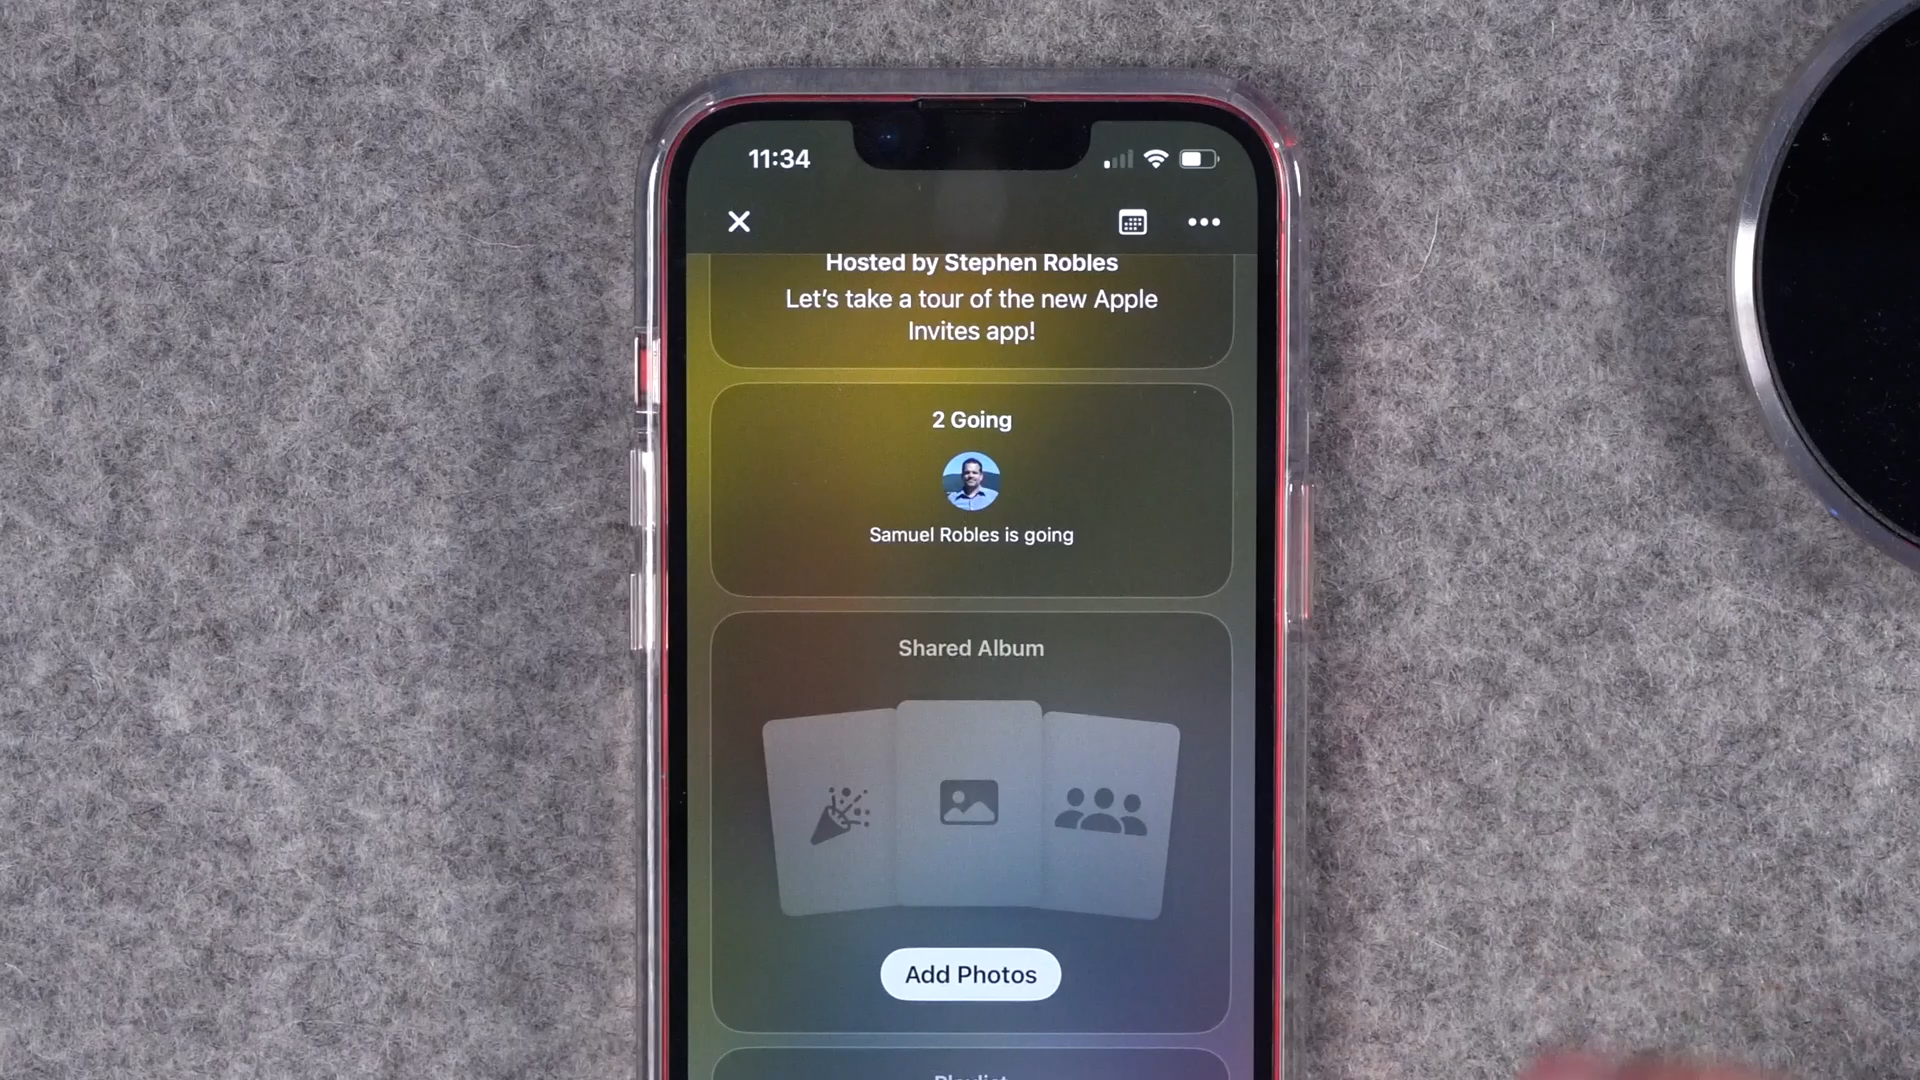 11:34
Hosted by Stephen Robles
Let’s take a tour of the new Apple
Invites app!
2 Going
Samuel Robles is going
Shared Album
Add Photos
Playlist